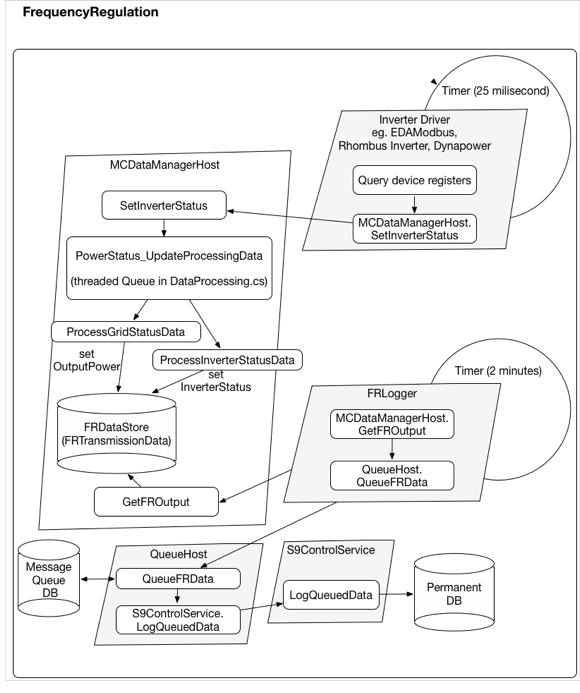 FrequencyRegulation
Timer (25 milisecond)
Inverter Driver
eg. EDAModbus,
Rhombus Inverter, Dynapower
Query device registers
MCDataManagerHost.
SetInverterStatus
MCDataManagerHost
SetInverterStatus
PowerStatus_UpdateProcessingData
(threaded Queue in DataProcessing.cs)
ProcessGridStatusData
set
OutputPower
ProcessInverterStatusData
set
InverterStatus
FRDataStore
(FRTransmissionData)
GetFROutput
Timer (2 minutes)
FRLogger
MCDataManagerHost.
GetFROutput
QueueHost.
QueueFRData
Message
Queue
DB
QueueHost
QueueFRData
S9ControlService.
LogQueuedData
S9ControlService
LogQueuedData
Permanent
DB